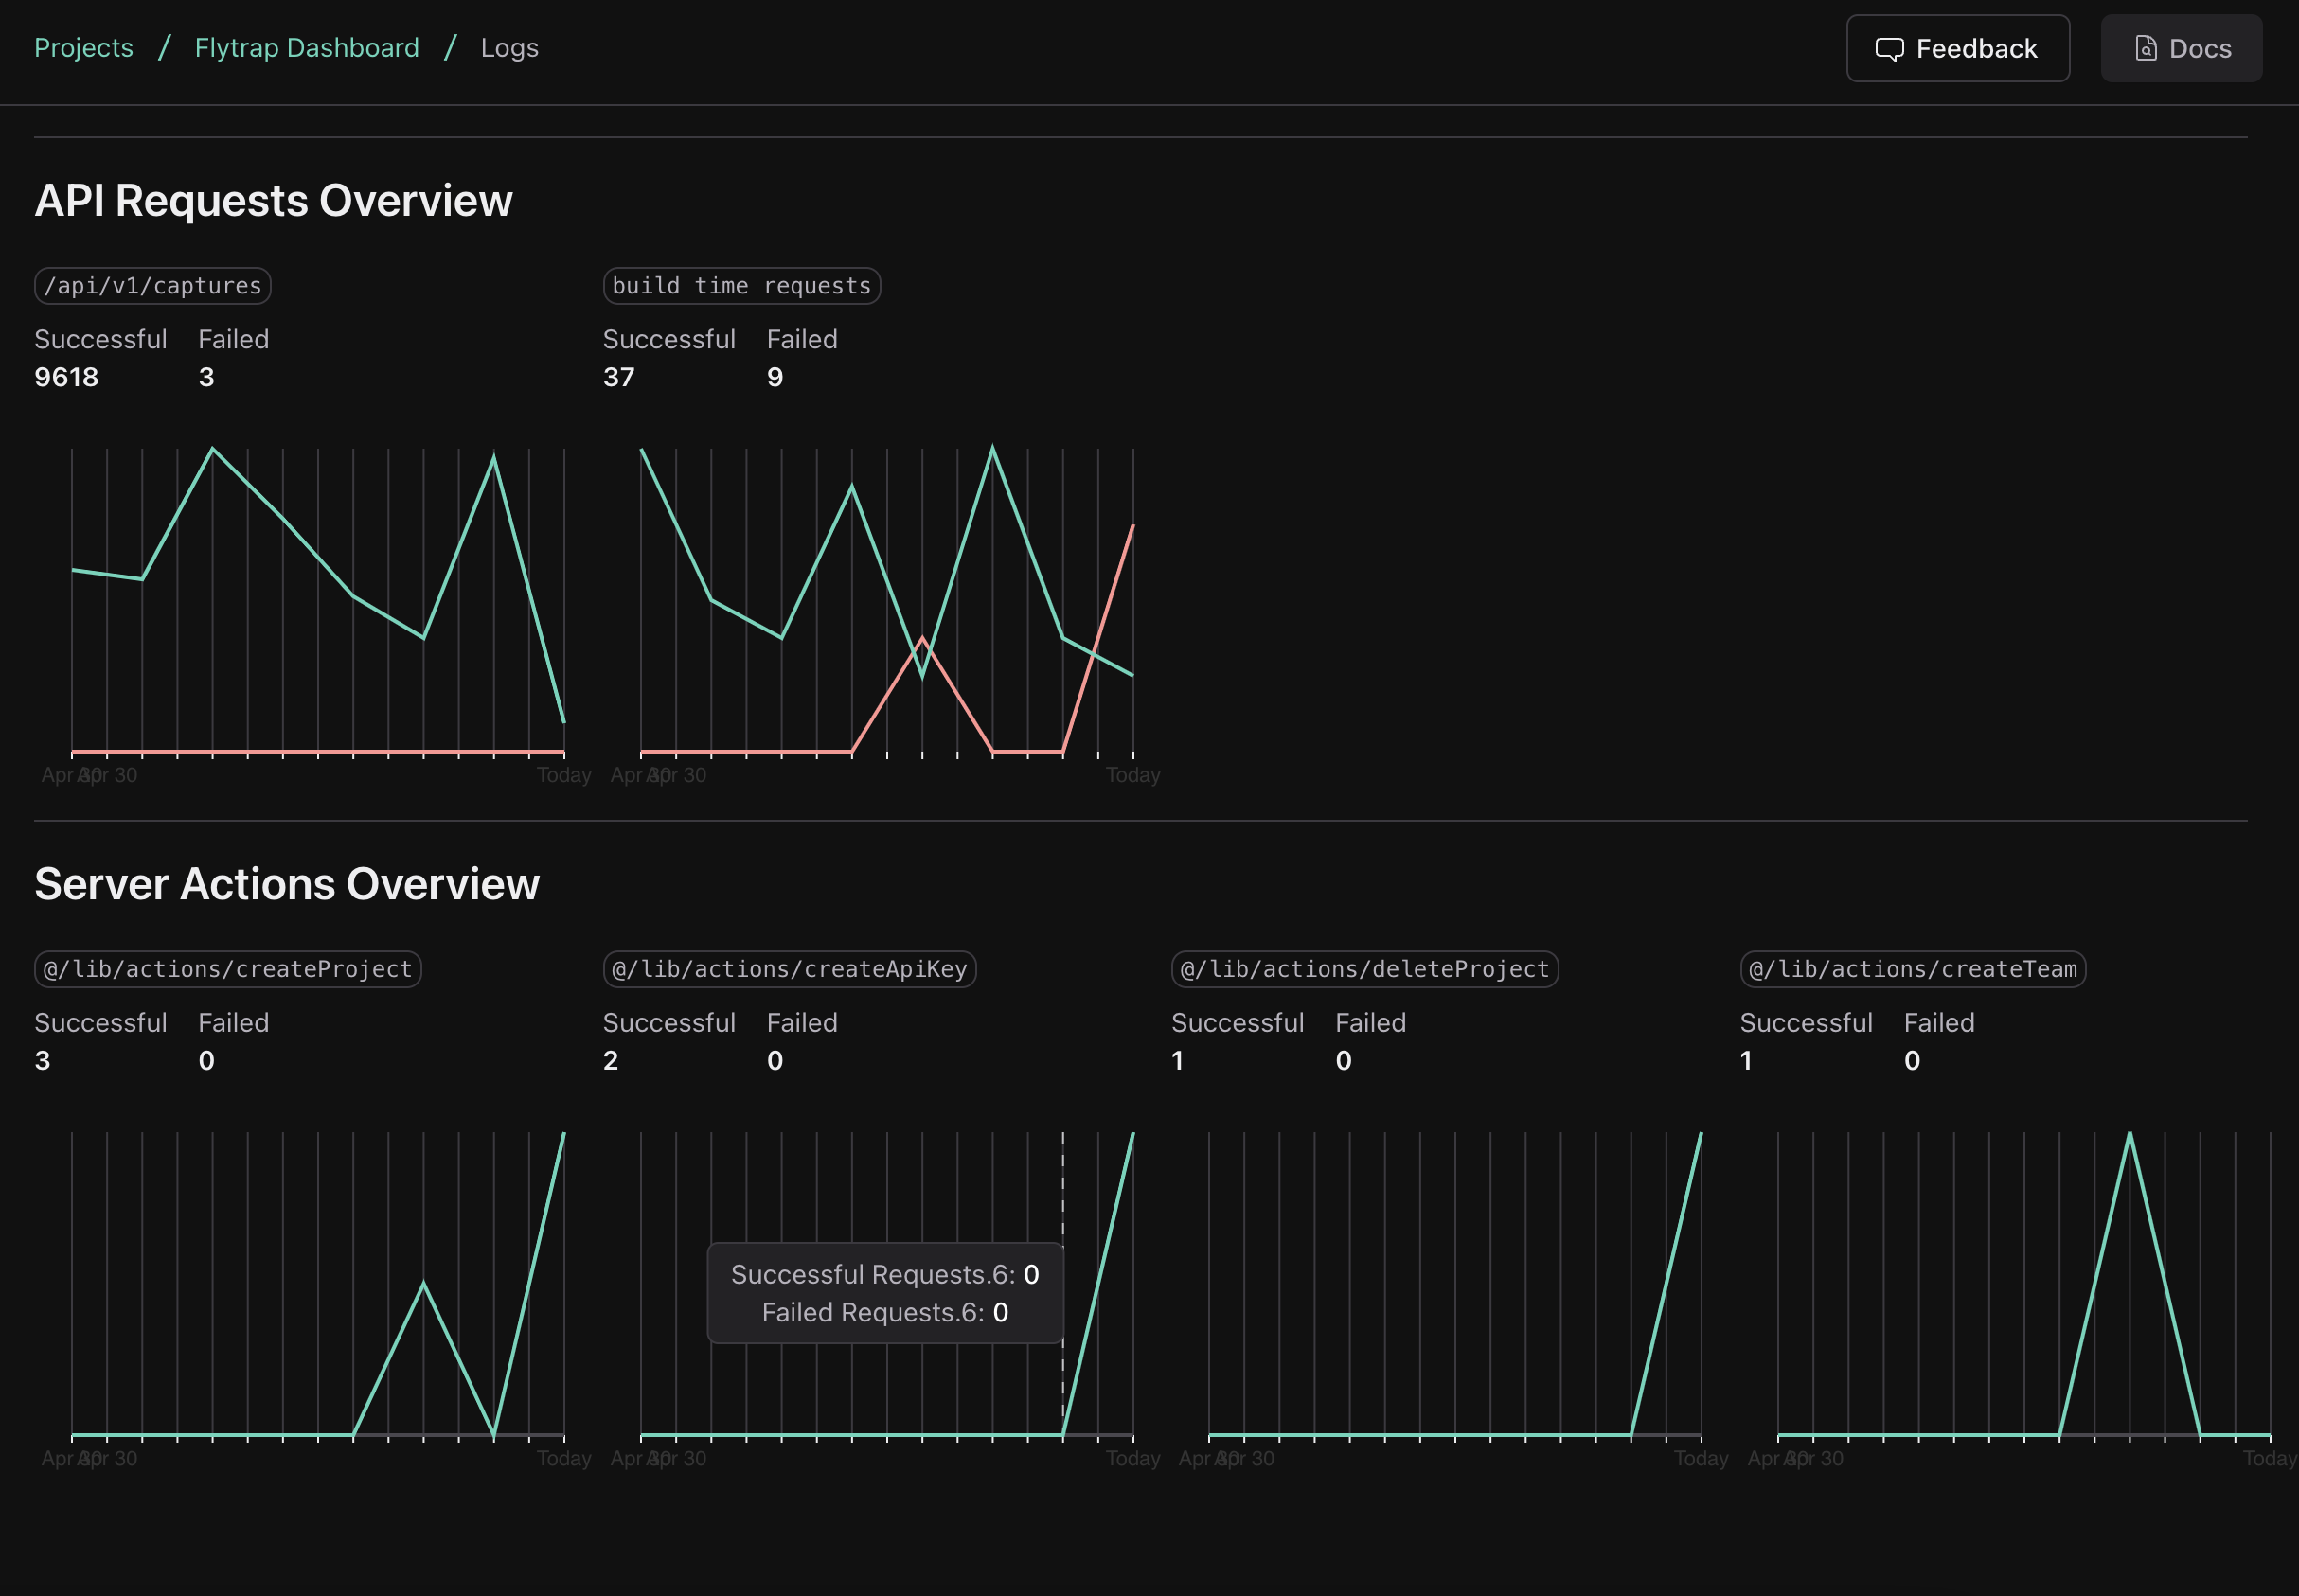 Projects / Flytrap Dashboard / Logs
Feedback
Docs
API Requests Overview
/api/v1/captures
Successful Failed
9618 3
Apr 30 Apr 30 Today
build time requests
Successful Failed
37 9
Apr 30 Apr 30 Today
Server Actions Overview
@/lib/actions/createProject
Successful Failed
3 0
Apr 30 Apr 30 Today
@/lib/actions/createApiKey
Successful Failed
2 0
Successful Requests.6: 0
Failed Requests.6: 0
Apr 30 Apr 30 Today
@/lib/actions/deleteProject
Successful Failed
1 0
Apr 30 Apr 30 Today
@/lib/actions/createTeam
Successful Failed
1 0
Apr 30 Apr 30 Today